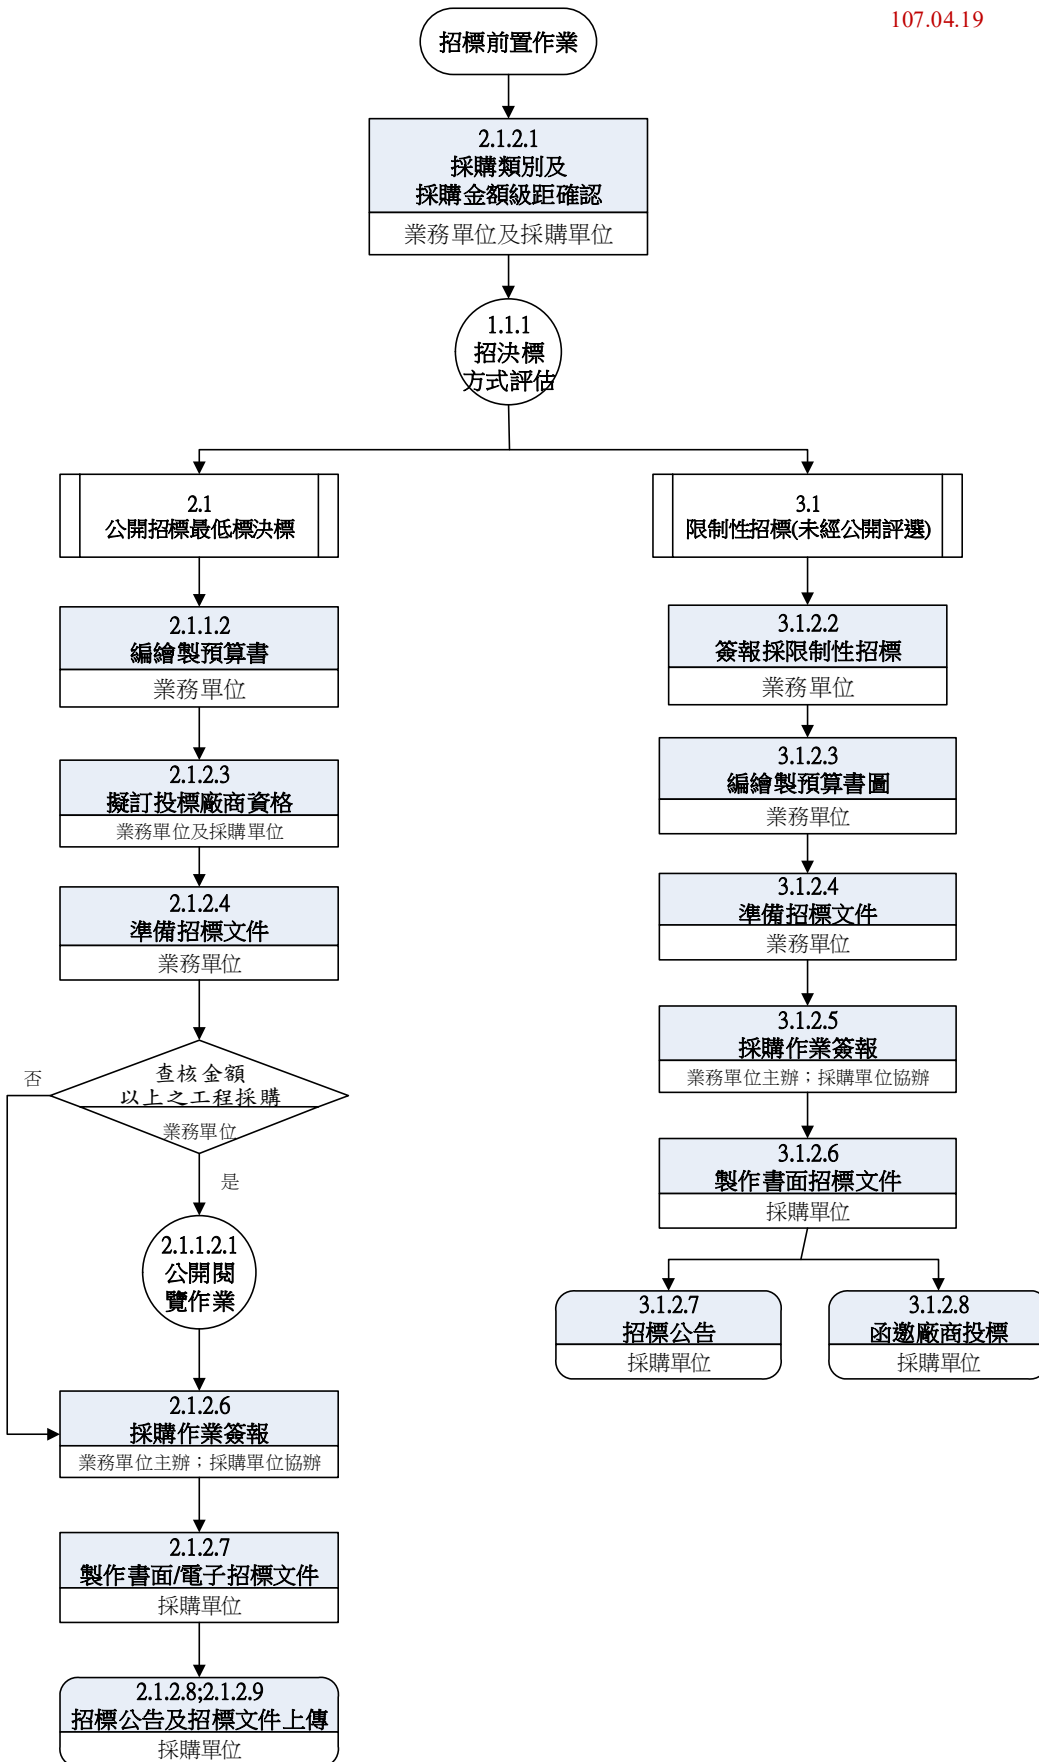 107.04.19
招標前置作業
2.1.2.1
採購類別及
採購金額級距確認
業務單位及採購單位
1.1.1
招決標
方式評估
2.1
公開招標最低標決標
2.1.1.2
編繪製預算書
業務單位
2.1.2.3
擬訂投標廠商資格
業務單位及採購單位
2.1.2.4
準備招標文件
業務單位
查核金額
以上之工程採購
業務單位
否
是
2.1.1.2.1
公開閱
覽作業
2.1.2.6
採購作業簽報
業務單位主辦；採購單位協辦
2.1.2.7
製作書面/電子招標文件
採購單位
2.1.2.8;2.1.2.9
招標公告及招標文件上傳
採購單位
3.1
限制性招標(未經公開評選)
3.1.2.2
簽報採限制性招標
業務單位
3.1.2.3
編繪製預算書圖
業務單位
3.1.2.4
準備招標文件
業務單位
3.1.2.5
採購作業簽報
業務單位主辦；採購單位協辦
3.1.2.6
製作書面招標文件
採購單位
3.1.2.7
招標公告
採購單位
3.1.2.8
函邀廠商投標
採購單位